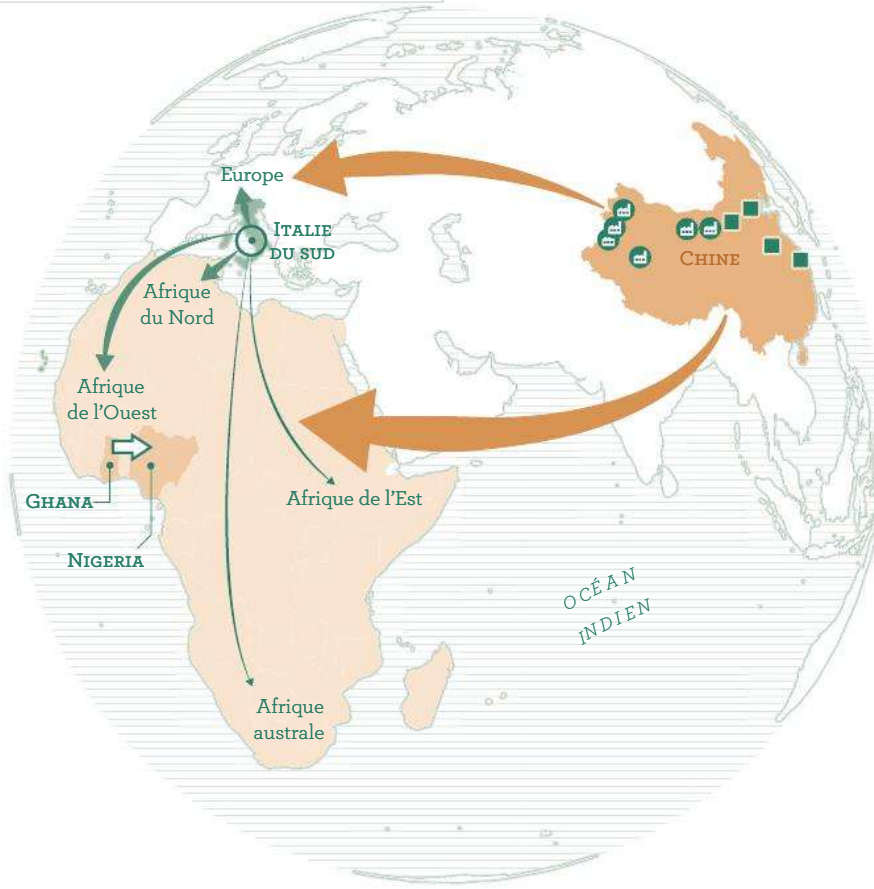 Europe
ITALIE
DU SUD
CHINE
Afrique
du Nord
Afrique
de l'Ouest
GHANA
Afrique de l'Est
NIGERIA
OCÉAN
INDIEN
Afrique
australe